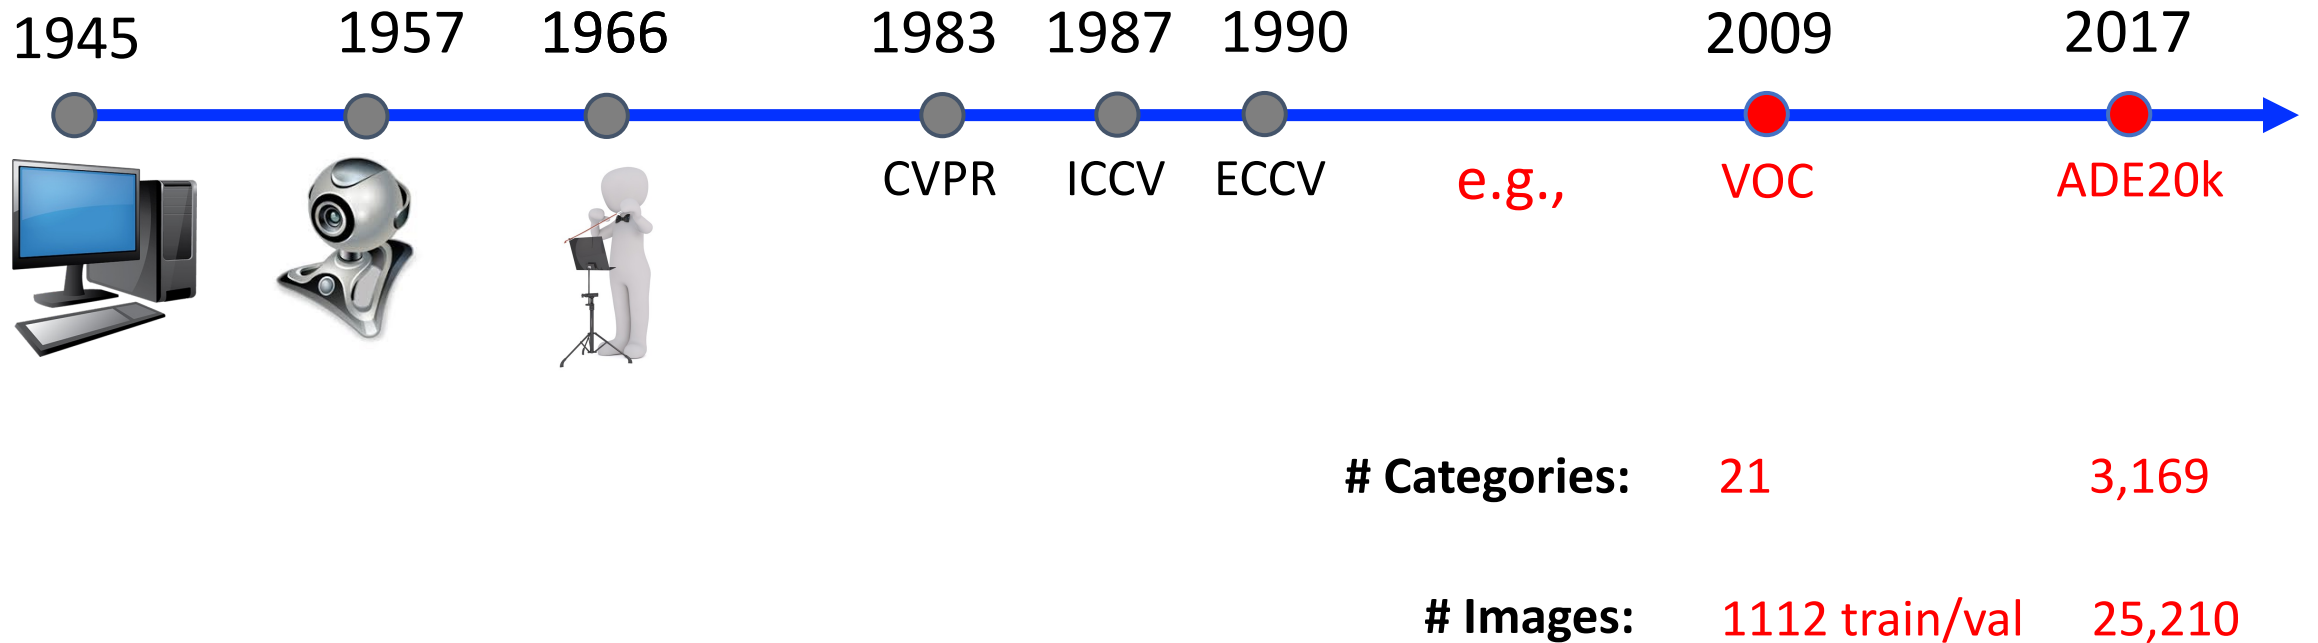 1945 1957 1966 1983 1987 1990 2009 2017
CVPR ICCV ECCV e.g., VOC ADE20k
# Categories: 21 3,169
# Images: 1112 train/val 25,210